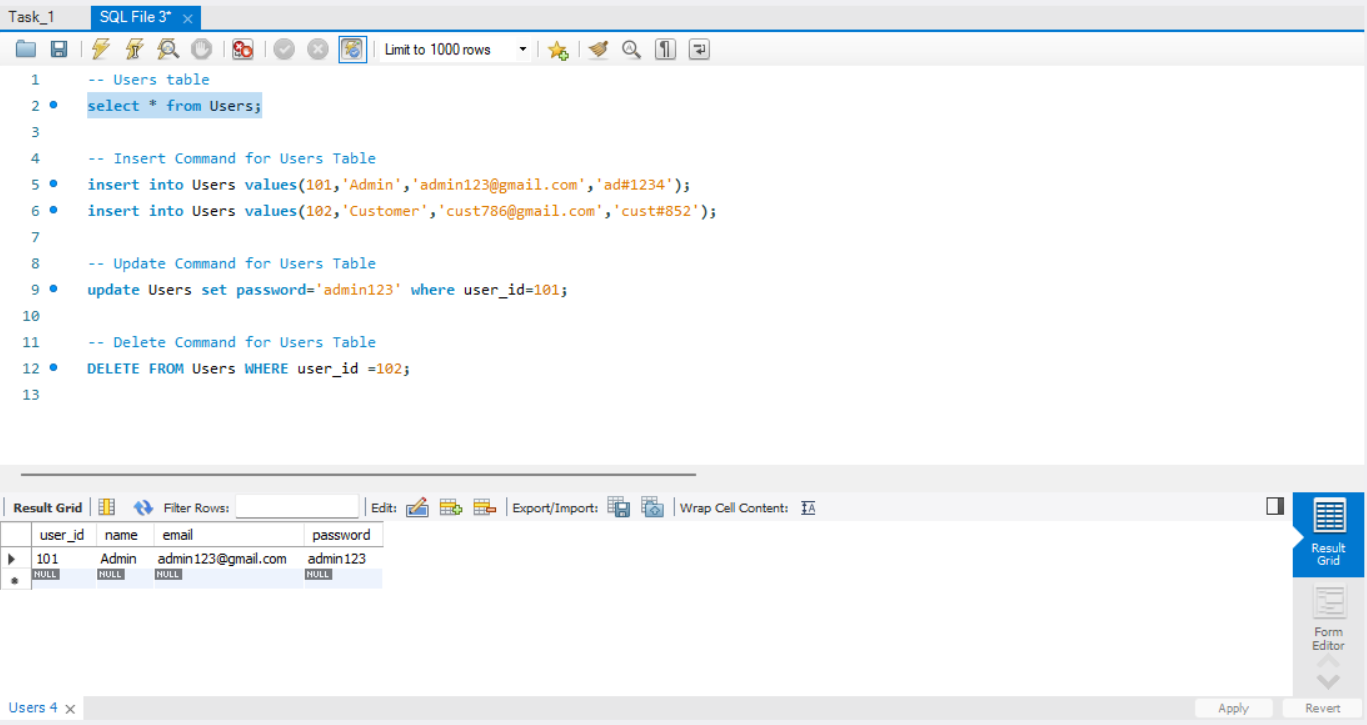 Task_1 SQL File 3* ×
Limit to 1000 rows
1 -- Users table
2 select * from Users;
3
4 -- Insert Command for Users Table
5 insert into Users values(101,'Admin','admin123@gmail.com','ad#1234');
6 insert into Users values(102,'Customer','cust786@gmail.com','cust#852');
7
8 -- Update Command for Users Table
9 update Users set password='admin123' where user_id=101;
10
11 -- Delete Command for Users Table
12 DELETE FROM Users WHERE user_id =102;
13
Result Grid Filter Rows: Edit: Export/Import: Wrap Cell Content: IA
user_id name email password
101 Admin admin123@gmail.com admin123
NULL NULL NULL NULL
Result
Grid
Form
Editor
Users 4 ×
Apply Revert